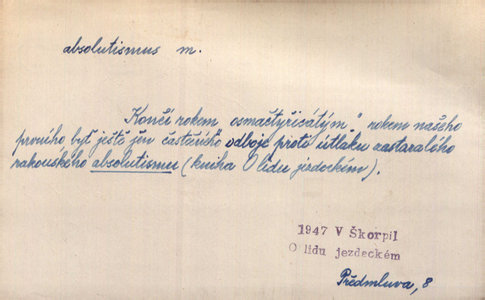 absolutismus m.
Končí rokem osmačtyřicátým" rokem našeho
prvního byť ještě jen částečného odboje proti útlaku zastaralého
rakouského absolutismu (kniha O lidu jezdeckém).
1947 V Škorpil
O lidu jezdeckém
Předmluva, 8